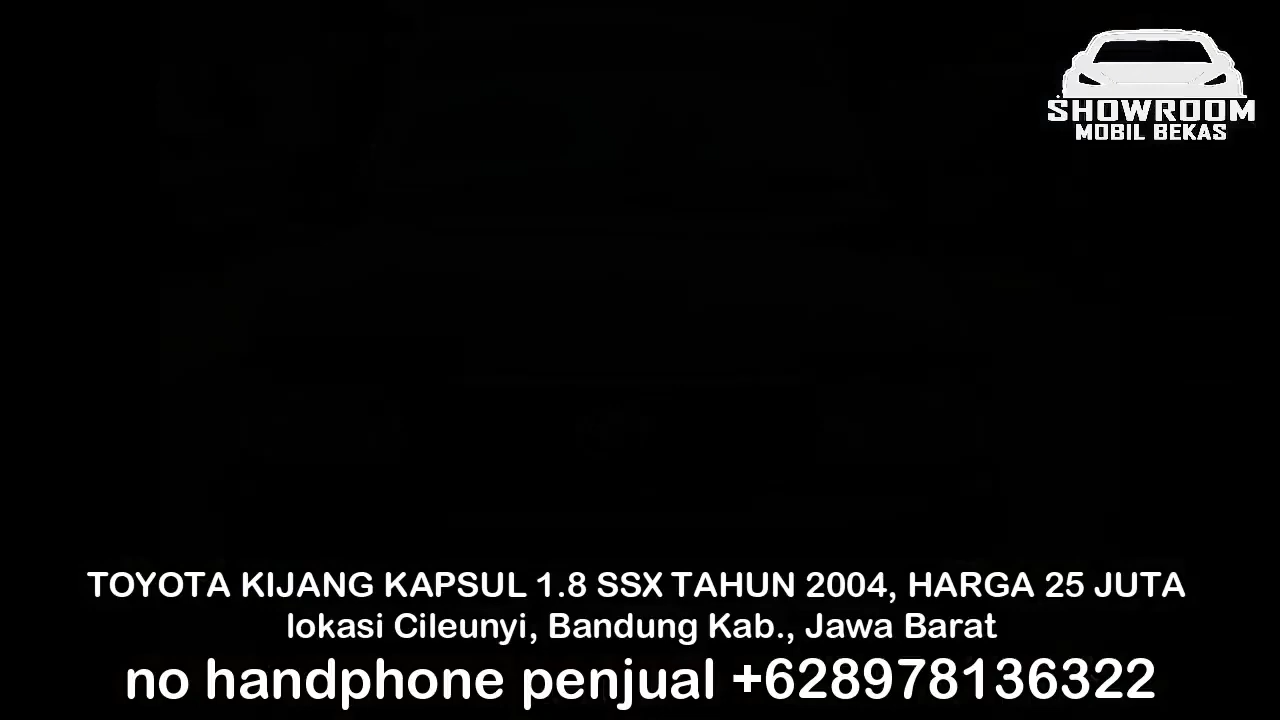 SHOWROOM
MOBIL BEKAS
TOYOTA KIJANG KAPSUL 1.8 SSX TAHUN 2004, HARGA 25 JUTA
lokasi Cileunyi, Bandung Kab., Jawa Barat
no handphone penjual +628978136322